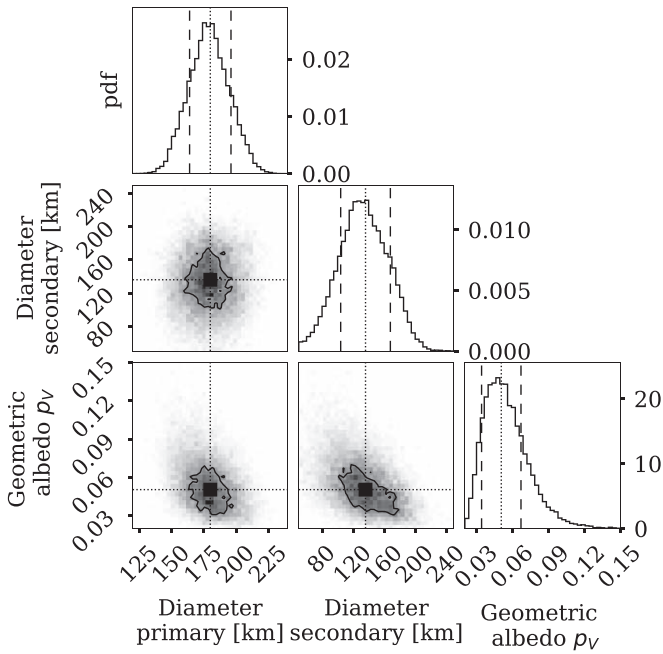 pdf
0.02
0.01
0.00
Diameter
secondary [km]
240
200
160
120
80
0.010
0.005
0.000
Geometric
albedo pV
0.15
0.12
0.09
0.06
0.03
20
10
0
125 150 175 200 225
80 120 160 240
0.03 0.06 0.09 0.12 0.15
Diameter
primary [km]
Diameter
secondary [km]
Geometric
albedo pV